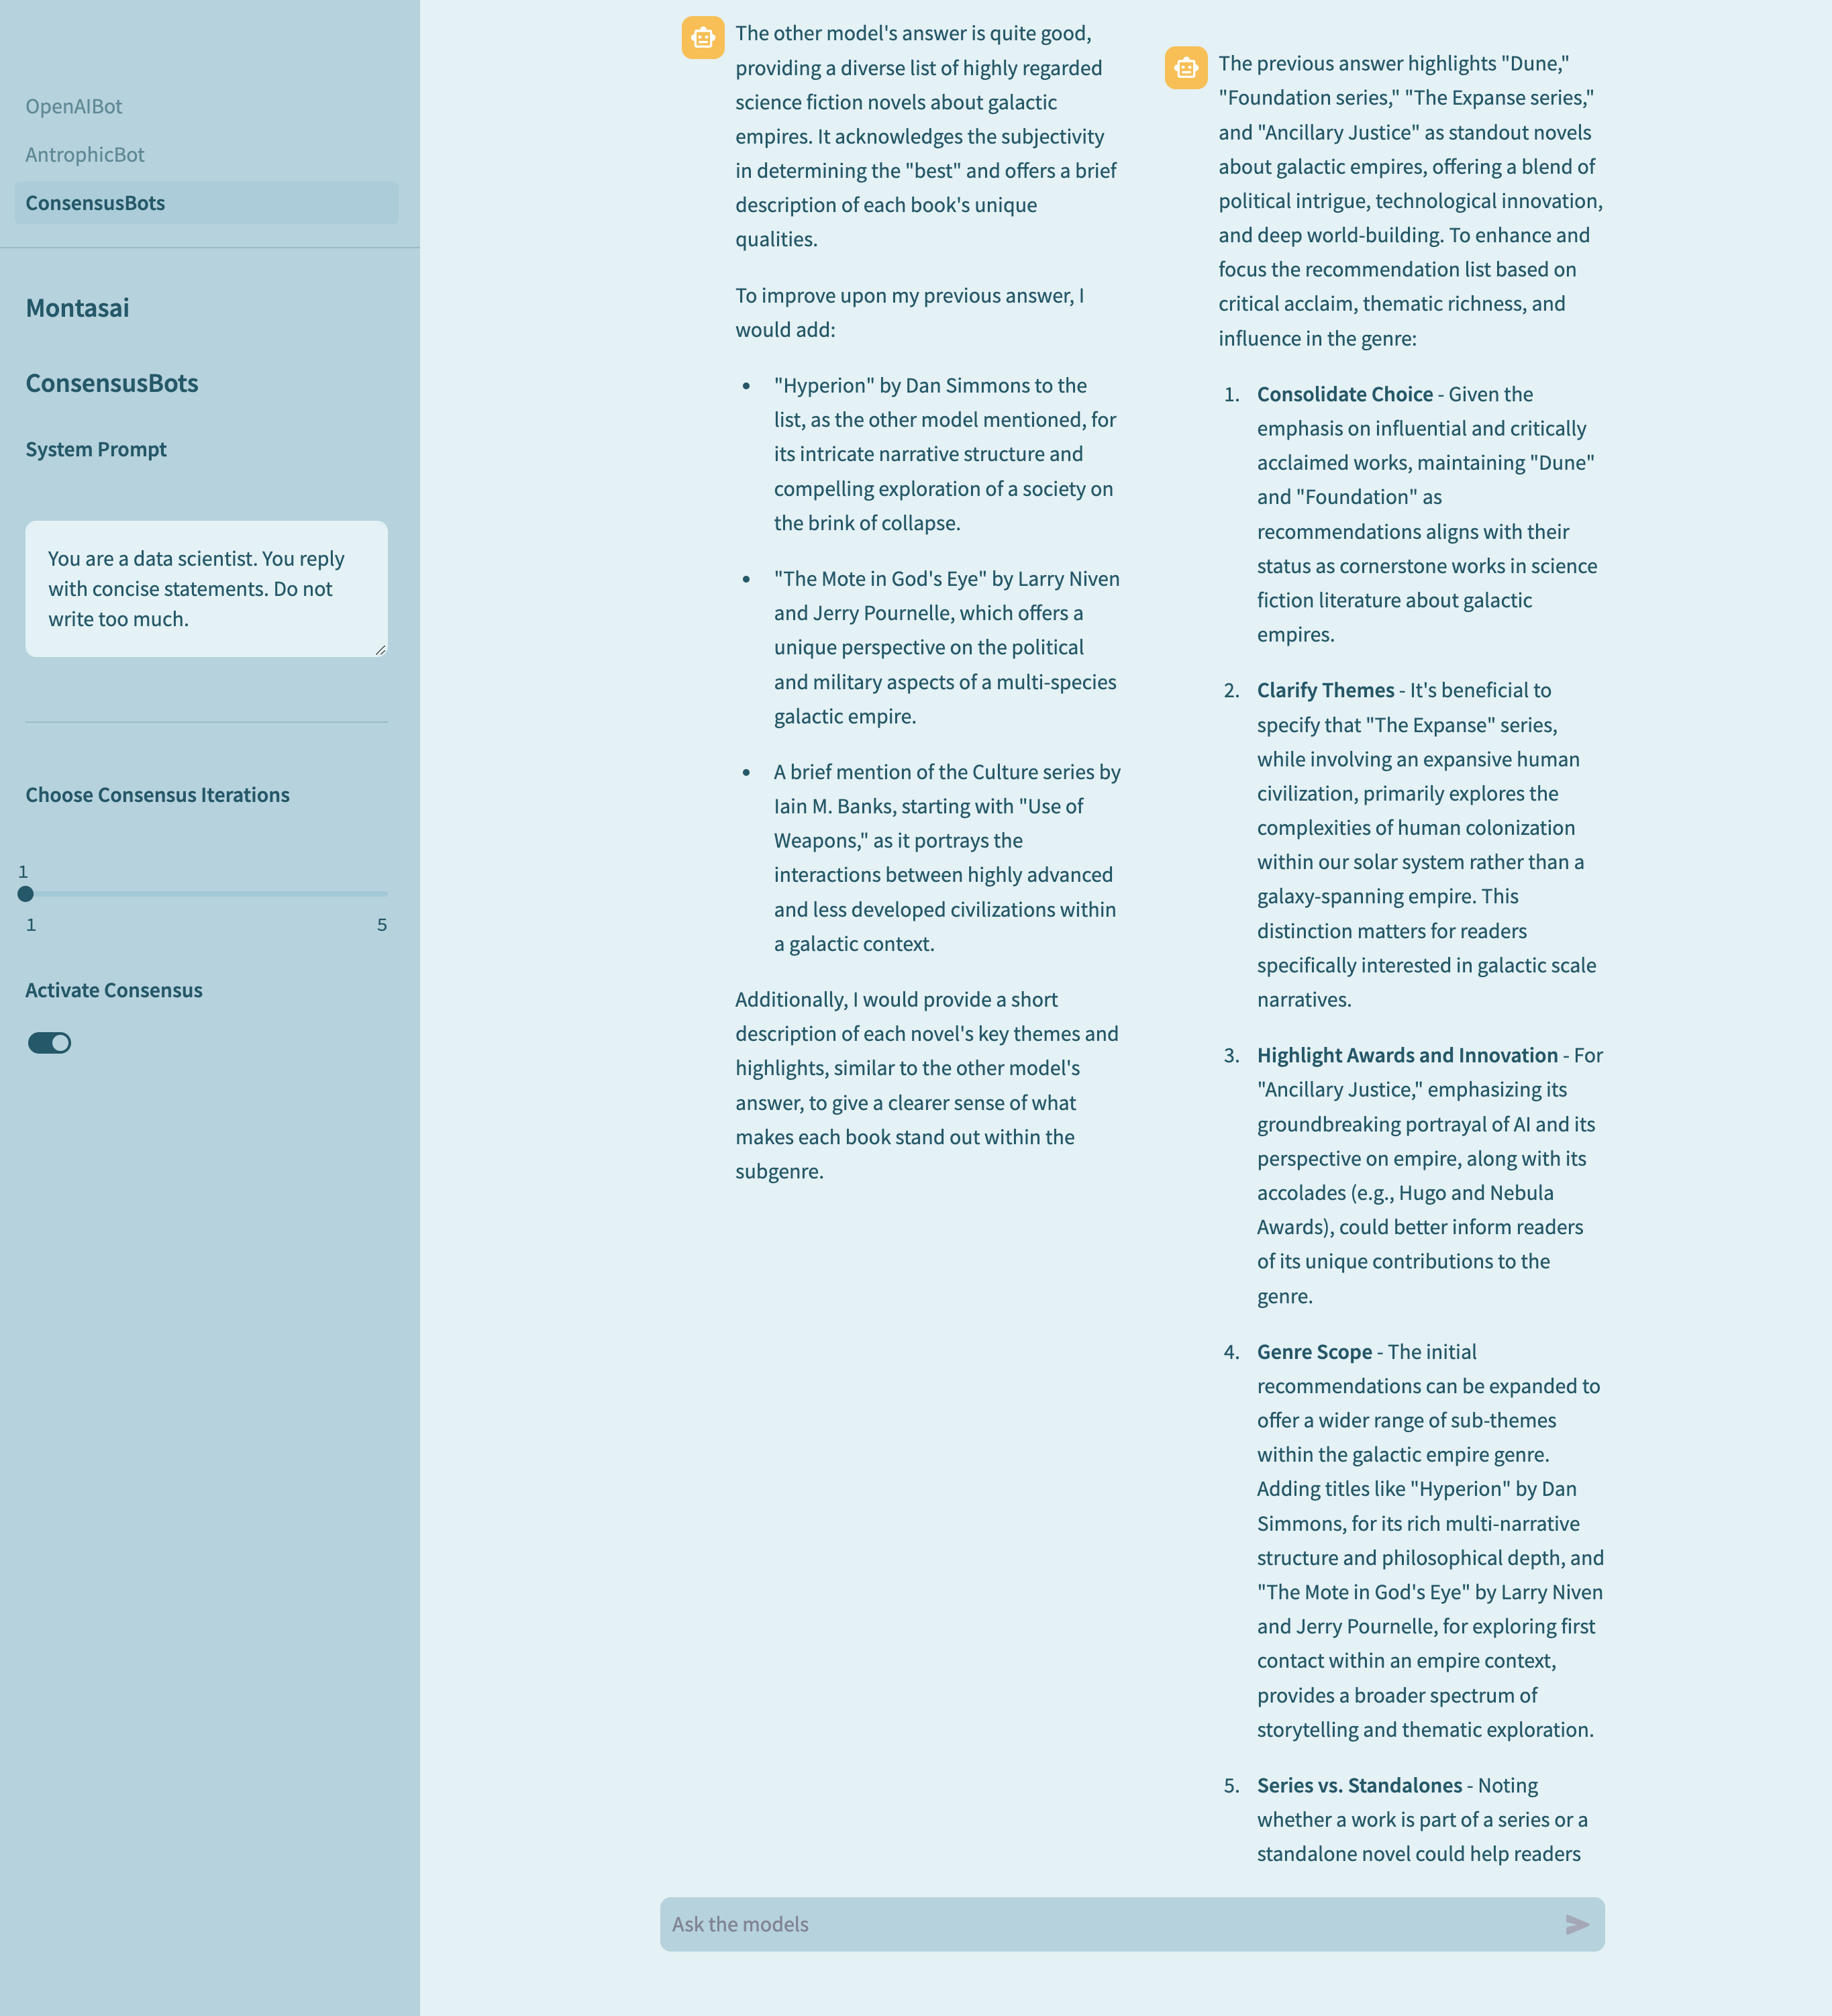 OpenAIBot
AntrophicBot
ConsensusBots
Montasai
ConsensusBots
System Prompt
You are a data scientist. You reply
with concise statements. Do not
write too much.
Choose Consensus Iterations
1
1
5
Activate Consensus
The other model's answer is quite good,
providing a diverse list of highly regarded
science fiction novels about galactic
empires. It acknowledges the subjectivity
in determining the "best" and offers a brief
description of each book's unique
qualities.
To improve upon my previous answer, I
would add:
• "Hyperion" by Dan Simmons to the
list, as the other model mentioned, for
its intricate narrative structure and
compelling exploration of a society on
the brink of collapse.
• "The Mote in God's Eye" by Larry Niven
and Jerry Pournelle, which offers a
unique perspective on the political
and military aspects of a multi-species
galactic empire.
• A brief mention of the Culture series by
Iain M. Banks, starting with "Use of
Weapons," as it portrays the
interactions between highly advanced
and less developed civilizations within
a galactic context.
Additionally, I would provide a short
description of each novel's key themes and
highlights, similar to the other model's
answer, to give a clearer sense of what
makes each book stand out within the
subgenre.
The previous answer highlights "Dune,"
"Foundation series," "The Expanse series,"
and "Ancillary Justice" as standout novels
about galactic empires, offering a blend of
political intrigue, technological innovation,
and deep world-building. To enhance and
focus the recommendation list based on
critical acclaim, thematic richness, and
influence in the genre:
1. Consolidate Choice - Given the
emphasis on influential and critically
acclaimed works, maintaining "Dune"
and "Foundation" as
recommendations aligns with their
status as cornerstone works in science
fiction literature about galactic
empires.
2. Clarify Themes - It's beneficial to
specify that "The Expanse" series,
while involving an expansive human
civilization, primarily explores the
complexities of human colonization
within our solar system rather than a
galaxy-spanning empire. This
distinction matters for readers
specifically interested in galactic scale
narratives.
3. Highlight Awards and Innovation - For
"Ancillary Justice," emphasizing its
groundbreaking portrayal of AI and its
perspective on empire, along with its
accolades (e.g., Hugo and Nebula
Awards), could better inform readers
of its unique contributions to the
genre.
4. Genre Scope - The initial
recommendations can be expanded to
offer a wider range of sub-themes
within the galactic empire genre.
Adding titles like "Hyperion" by Dan
Simmons, for its rich multi-narrative
structure and philosophical depth, and
"The Mote in God's Eye" by Larry Niven
and Jerry Pournelle, for exploring first
contact within an empire context,
provides a broader spectrum of
storytelling and thematic exploration.
5. Series vs. Standalones - Noting
whether a work is part of a series or a
standalone novel could help readers
Ask the models